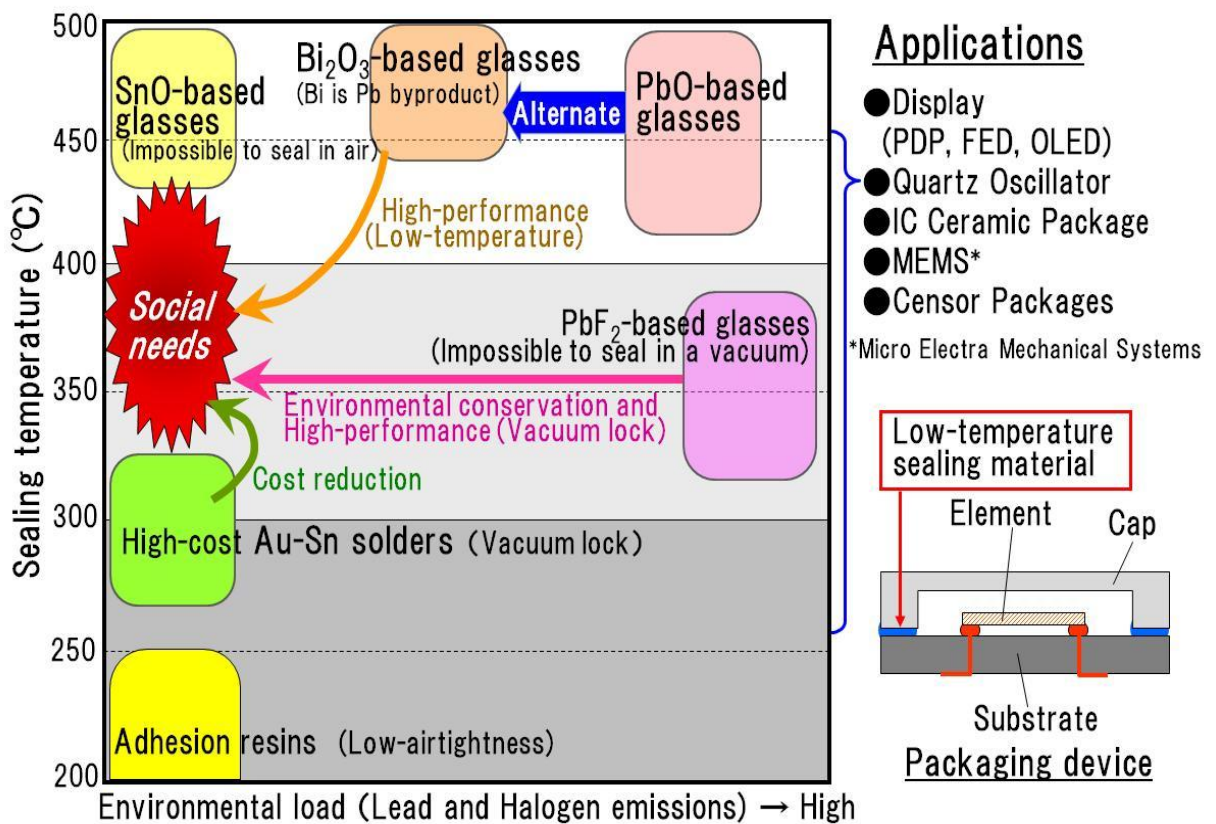 Sealing temperature (℃)
500
450
400
350
300
250
200
SnO-based
glasses
(Impossible to seal in air)
Bi₂O₃-based glasses
(Bi is Pb byproduct)
Alternate
PbO-based
glasses
High-performance
(Low-temperature)
Social
needs
PbF₂-based glasses
(Impossible to seal in a vacuum)
Environmental conservation and
High-performance (Vacuum lock)
Cost reduction
High-cost Au-Sn solders (Vacuum lock)
Adhesion resins (Low-airtightness)
Environmental load (Lead and Halogen emissions) → High
Applications
●Display
(PDP, FED, OLED)
●Quartz Oscillator
●IC Ceramic Package
●MEMS*
●Censor Packages
*Micro Electra Mechanical Systems
Low-temperature
sealing material
Element
Cap
Substrate
Packaging device